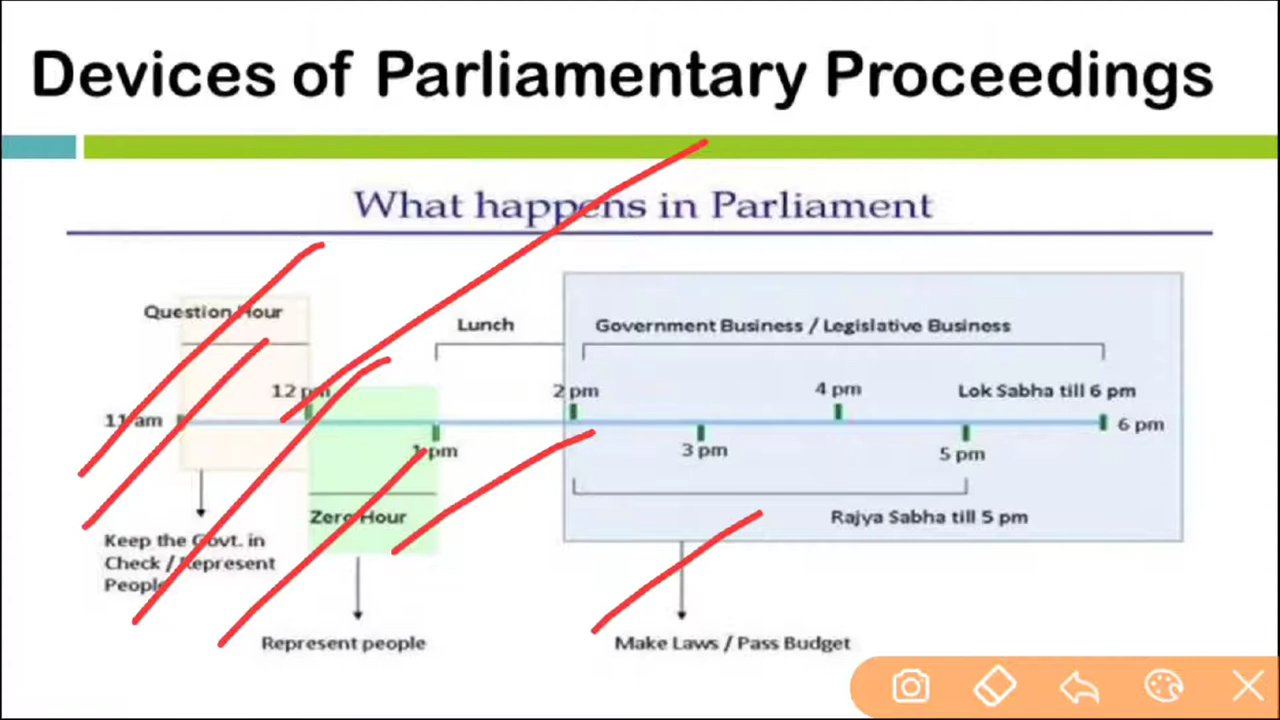 Devices of Parliamentary Proceedings
What happens in Parliament
Question Hour
Lunch
Government Business / Legislative Business
12 pm
2 pm
4 pm
Lok Sabha till 6 pm
11 am
6 pm
1 pm
3 pm
5 pm
Zero Hour
Rajya Sabha till 5 pm
Keep the Govt. in
Check / Represent
People
Represent people
Make Laws / Pass Budget